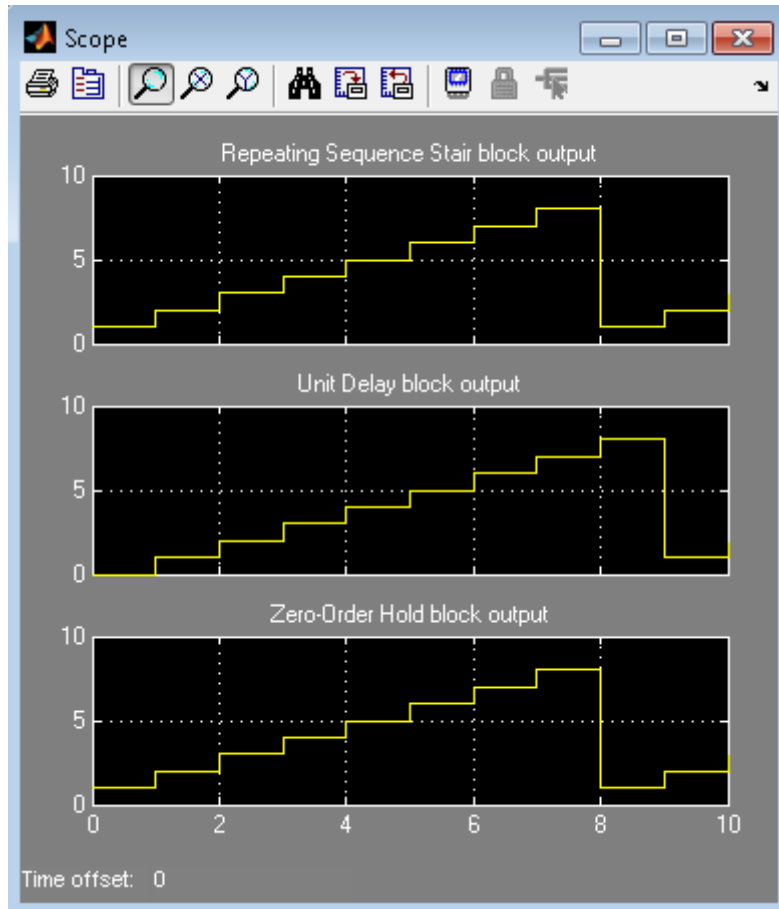 Scope
Repeating Sequence Stair block output
10
5
0
Unit Delay block output
10
5
0
Zero-Order Hold block output
10
5
0
0 2 4 6 8 10
Time offset: 0